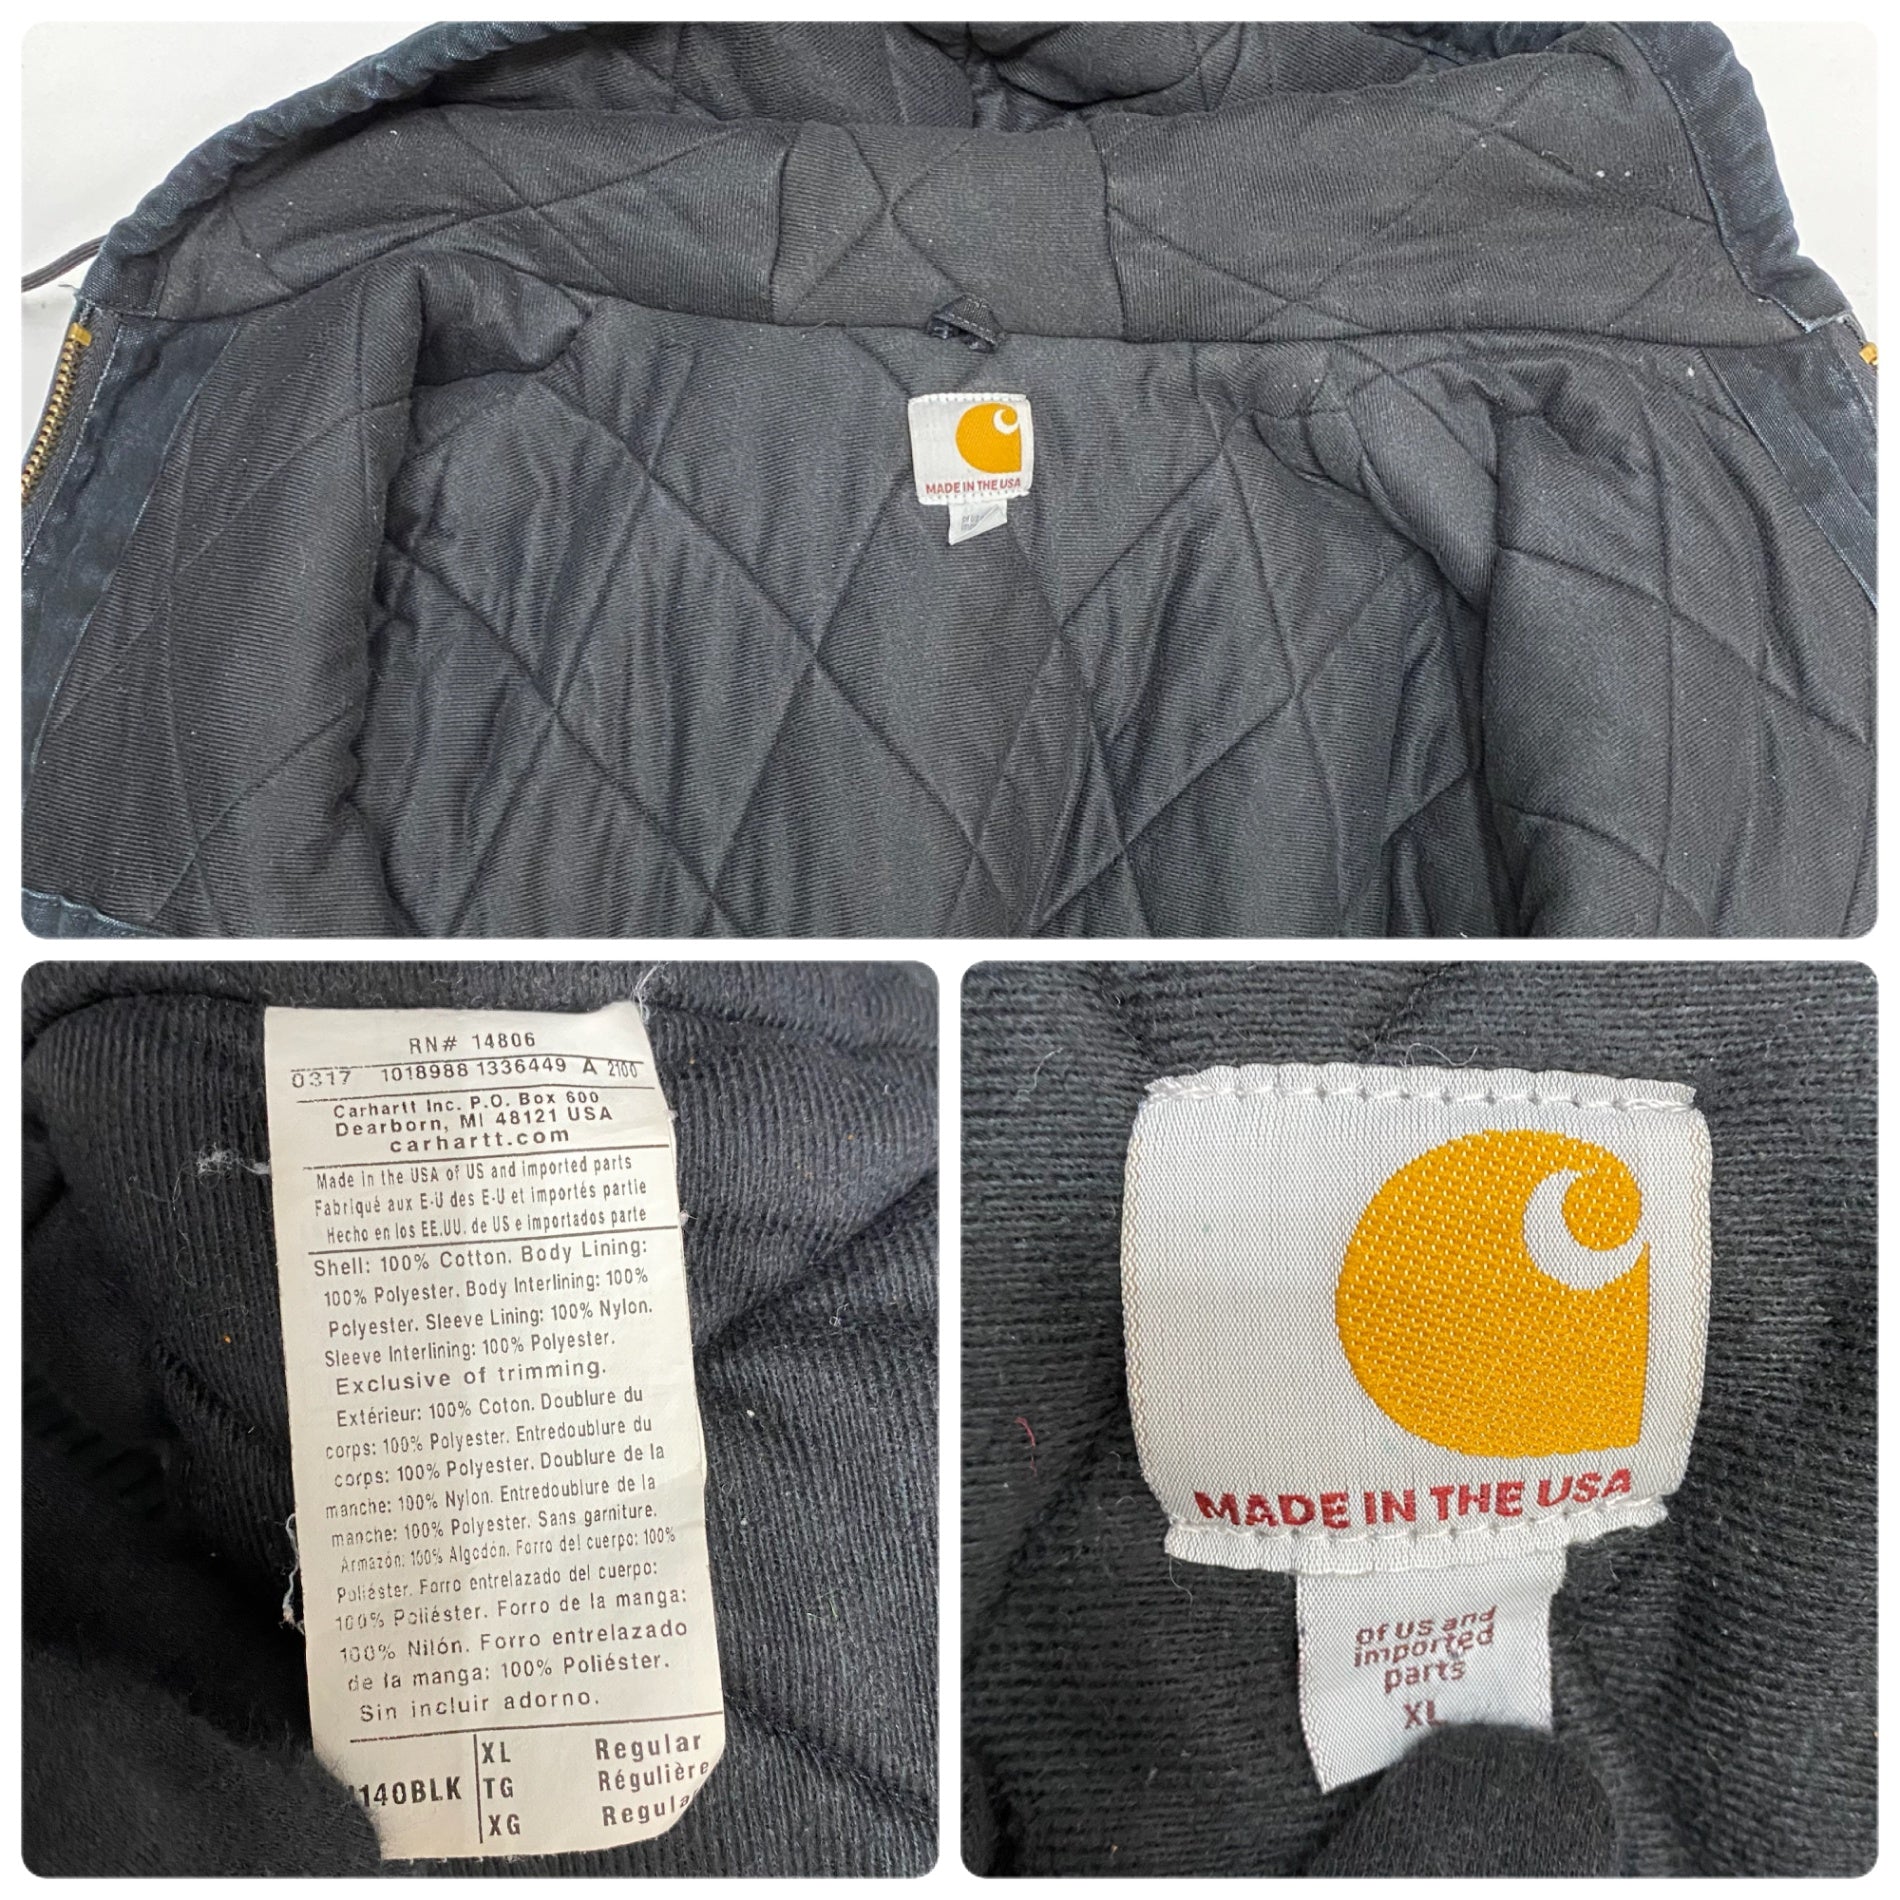 MADE IN THE USA
RN# 14806
0317 1018988 1336449 A 2100
Carhartt Inc. P.O. Box 600
Dearborn, MI 48121 USA
carhartt.com
Made in the USA of US and imported parts
Fabriqué aux E-U des E-U et importés partie
Hecho en los EE.UU. de US e importados parte
Shell: 100% Cotton. Body Lining:
100% Polyester. Body Interlining: 100%
Polyester. Sleeve Lining: 100% Nylon.
Sleeve Interlining: 100% Polyester.
Exclusive of trimming.
Extérieur: 100% Coton. Doublure du
corps: 100% Polyester. Entredoublure du
corps: 100% Polyester. Doublure de la
manche: 100% Nylon. Entredoublure de la
manche: 100% Polyester. Sans garniture.
Armazón: 100% Algodón. Forro del cuerpo: 100%
Poliéster. Forro entrelazado del cuerpo:
100% Poliéster. Forro de la manga:
100% Nilón. Forro entrelazado
de la manga: 100% Poliéster.
Sin incluir adorno.
XL Regular
140BLK TG Régulière
XG Regula
MADE IN THE USA
of US and
imported
parts
XL